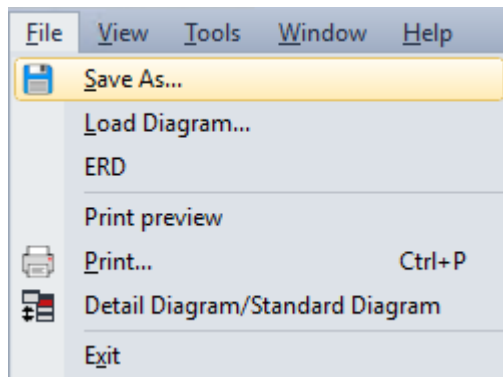 File View Tools Window Help
Save As...
Load Diagram...
ERD
Print preview
Print... Ctrl+P
Detail Diagram/Standard Diagram
Exit